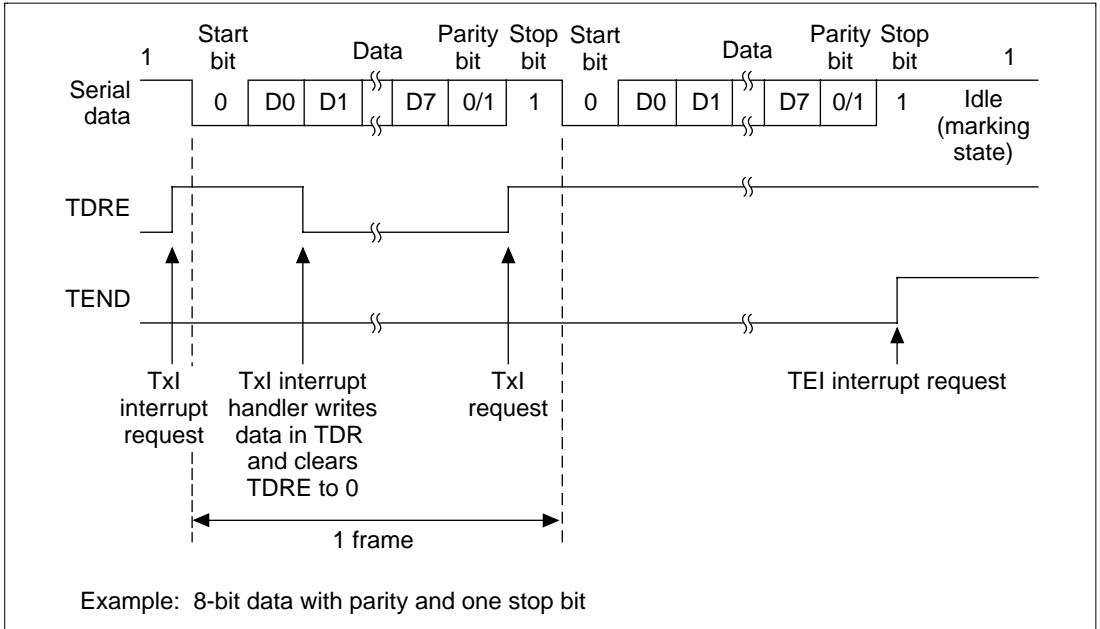 1
Start
bit
Data
Parity
bit
Stop
bit
Start
bit
Data
Parity
bit
Stop
bit
1
Serial
data
0 D0 D1 D7 0/1 1 0 D0 D1 D7 0/1 1
Idle
(marking
state)
TDRE
TEND
TxI
interrupt
request
TxI interrupt
handler writes
data in TDR
and clears
TDRE to 0
TxI
request
TEI interrupt request
1 frame
Example: 8-bit data with parity and one stop bit